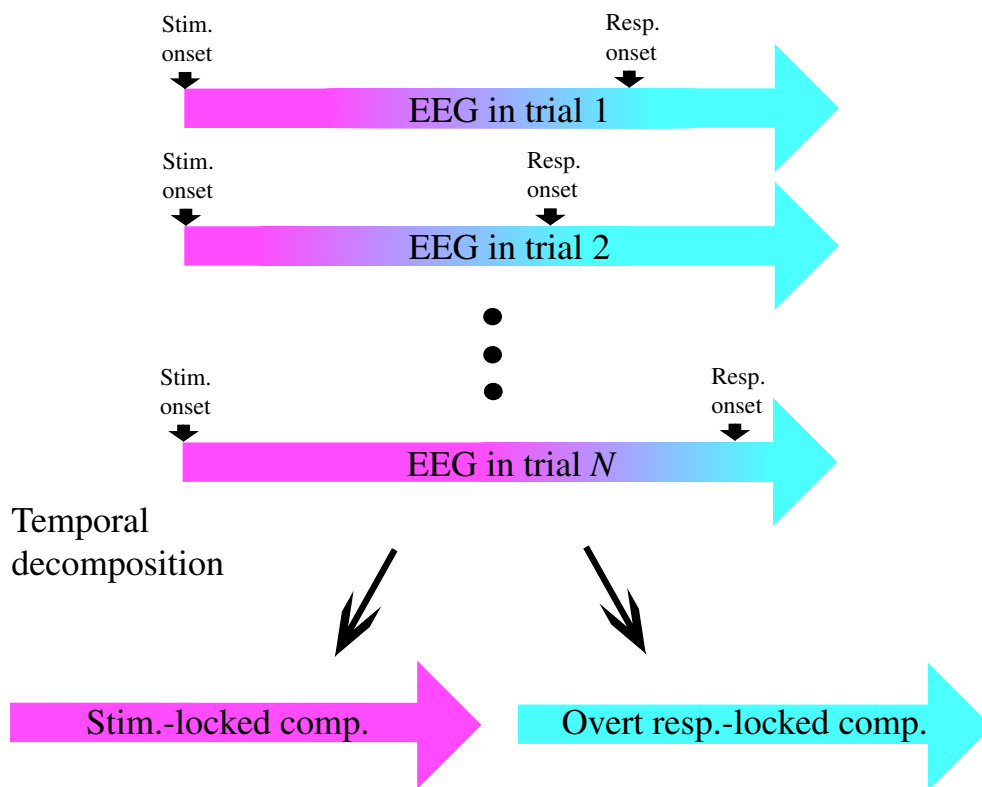 Stim.
onset
Resp.
onset
EEG in trial 1
Stim.
onset
Resp.
onset
EEG in trial 2
Stim.
onset
Resp.
onset
EEG in trial N
Temporal
decomposition
Stim.-locked comp.
Overt resp.-locked comp.